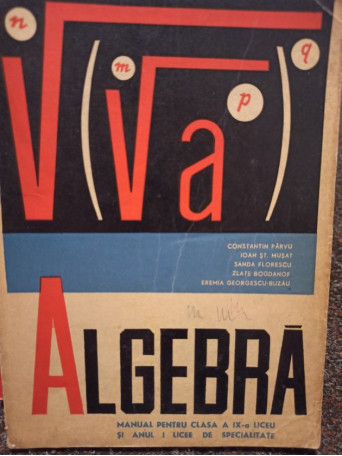 n
√(m√a p) q
CONSTANTIN PÂRVU
IOAN ȘT. MUȘAT
SANDA FLORESCU
ZLATE BOGDANOF
EREMIA GEORGESCU-BUZĂU
ALGEBRĂ
MANUAL PENTRU CLASA A IX-a LICEU
ȘI ANUL I LICEE DE SPECIALITATE